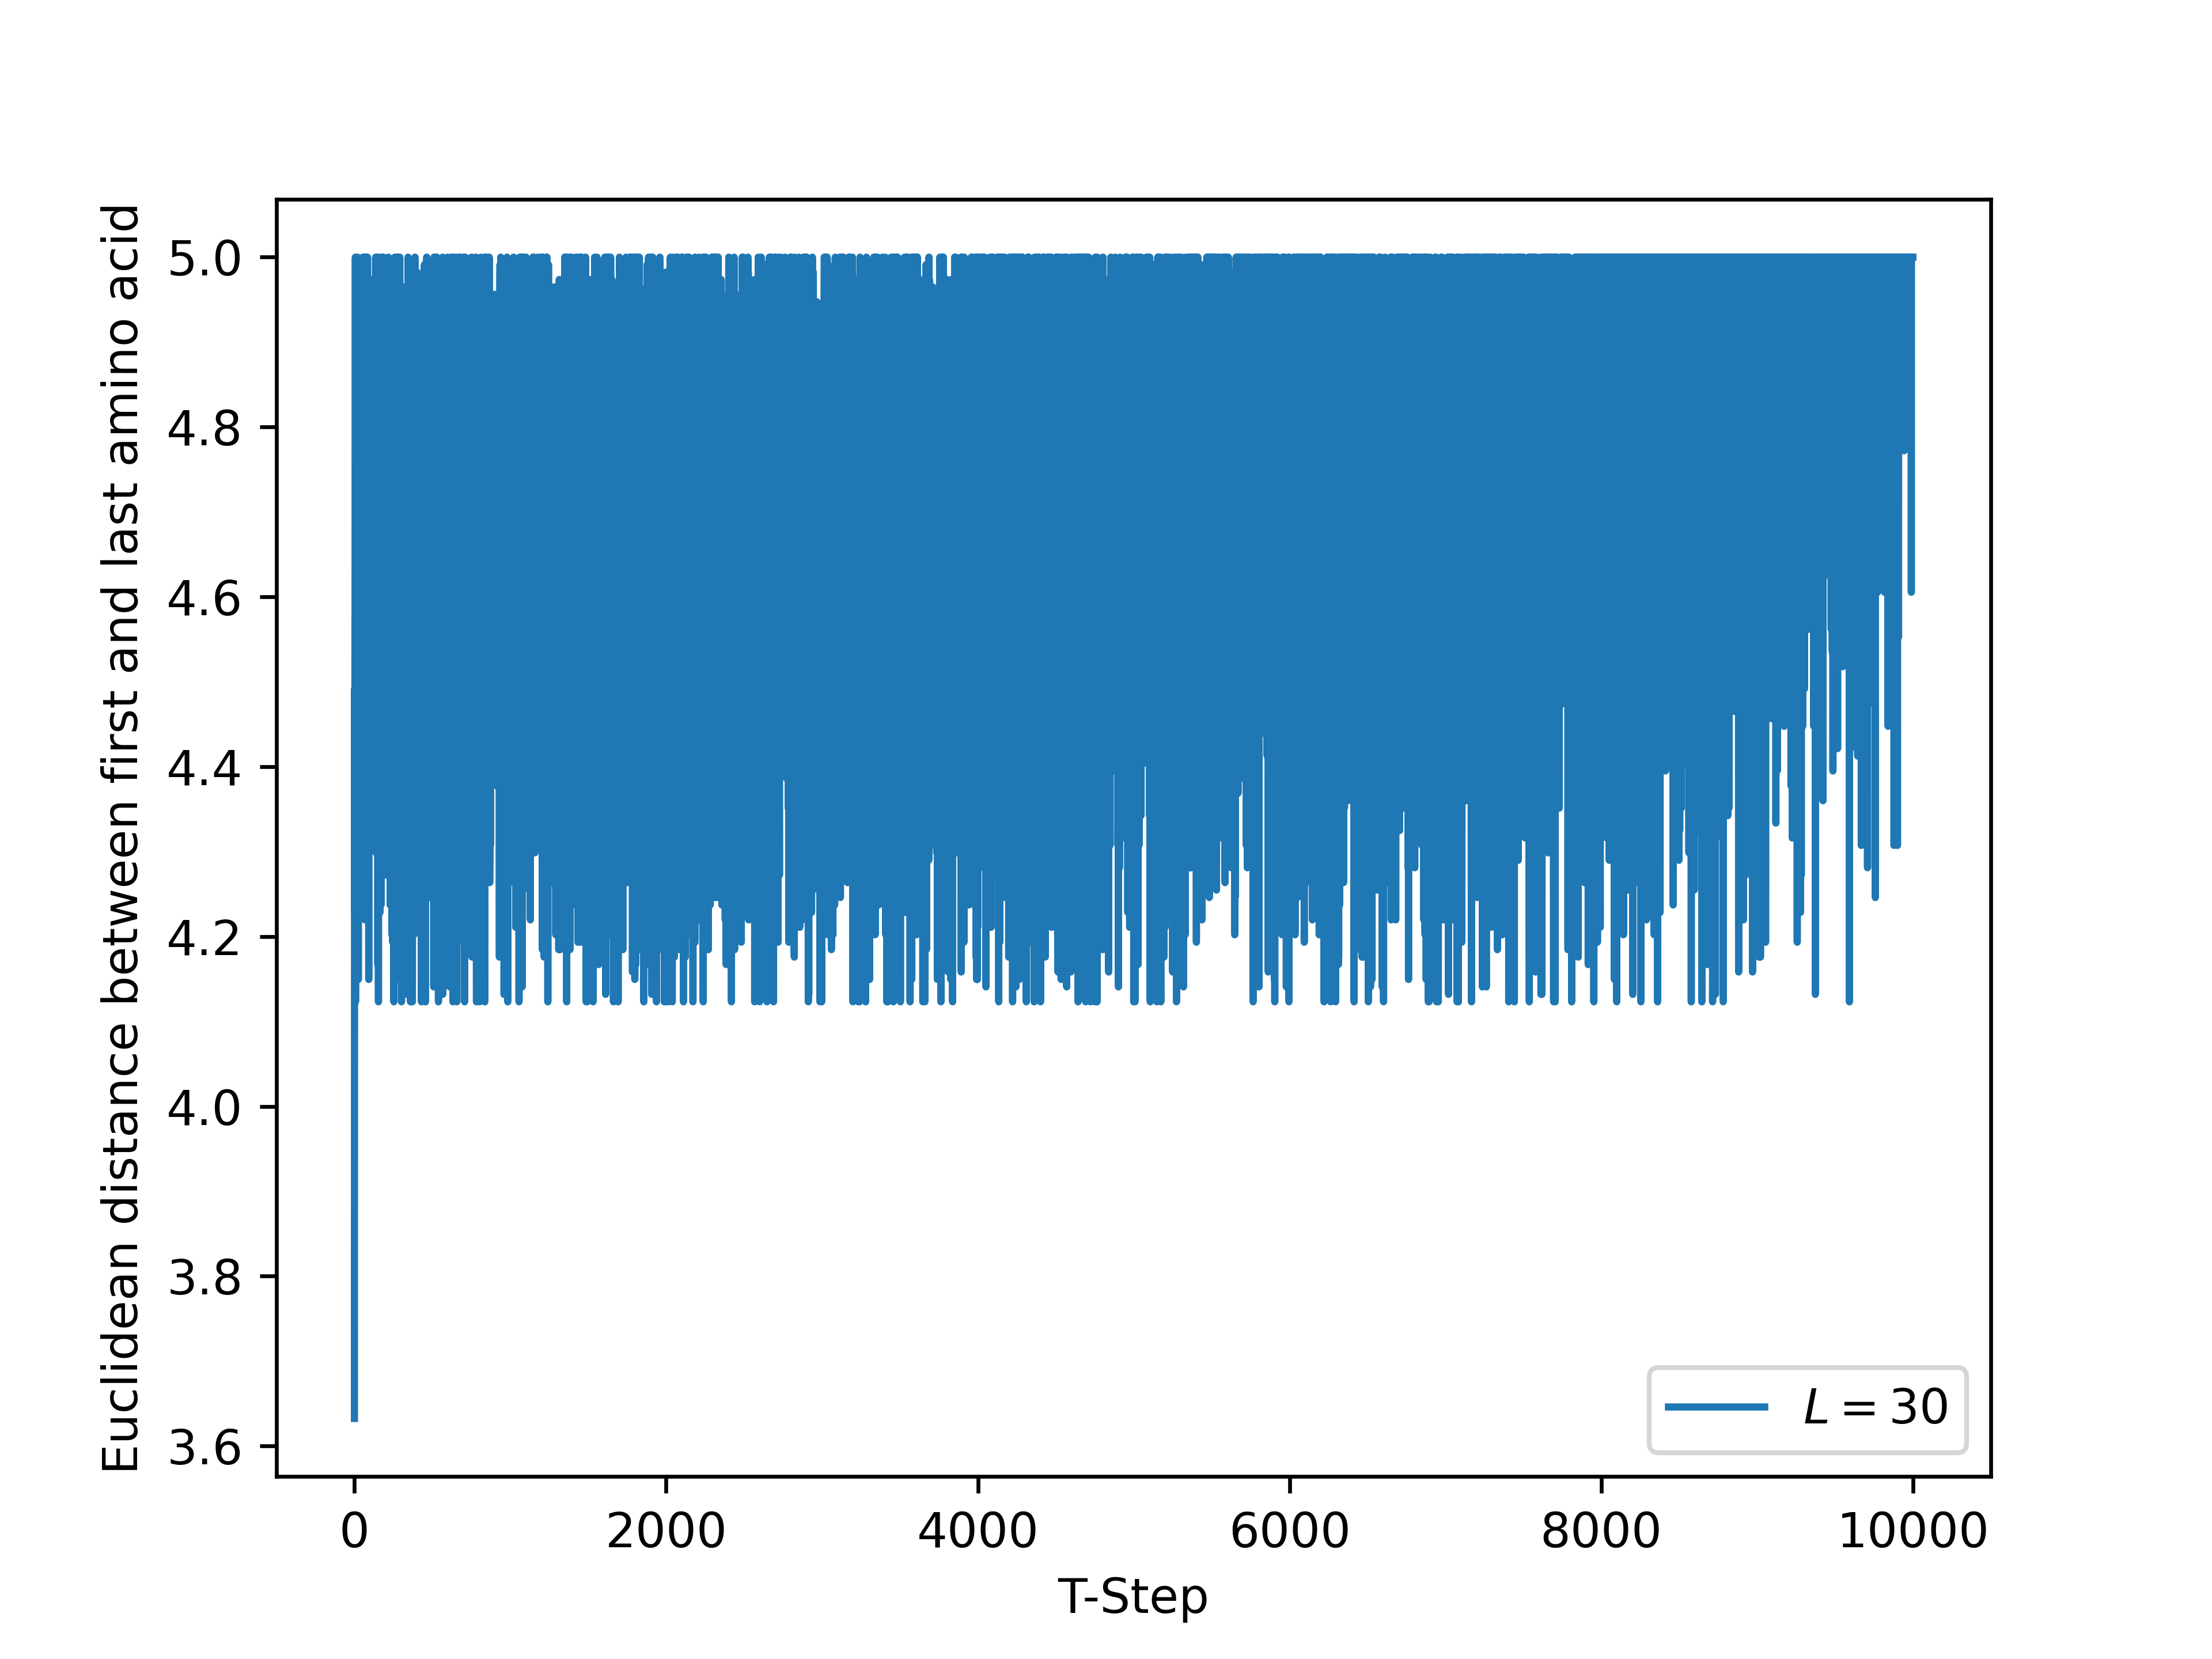 Euclidean distance between first and last amino acid
5.0
4.8
4.6
4.4
4.2
4.0
3.8
3.6
L = 30
0 2000 4000 6000 8000 10000
T-Step